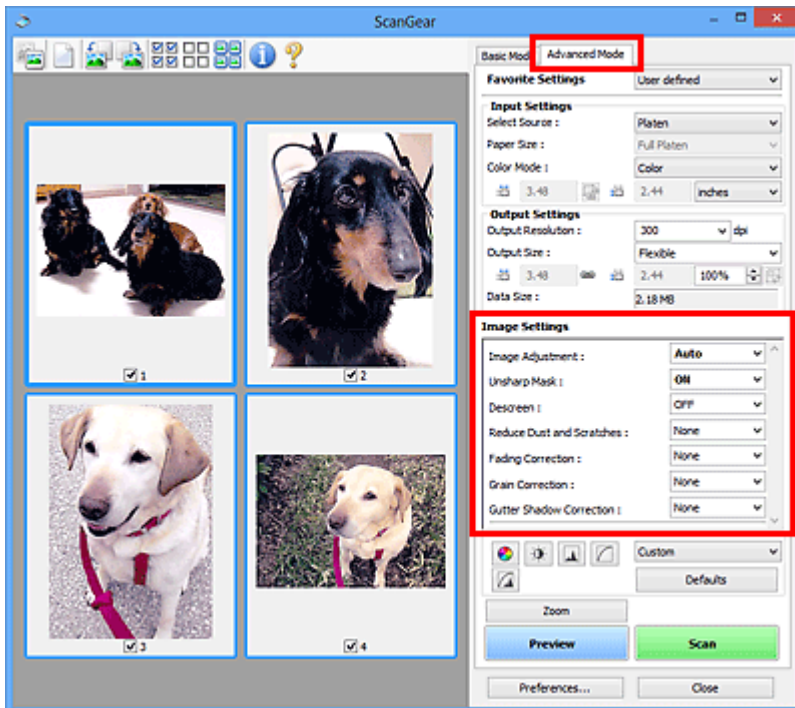 ScanGear
Basic Mode Advanced Mode
Favorite Settings User defined
Input Settings
Select Source : Platen
Paper Size : Full Platen
Color Mode : Color
3.48 2.44 inches
Output Settings
Output Resolution : 300 dpi
Output Size : Flexible
3.48 2.44 100%
Data Size : 2.18 MB
Image Settings
Image Adjustment : Auto
Unsharp Mask : ON
Descreen : OFF
Reduce Dust and Scratches : None
Fading Correction : None
Grain Correction : None
Gutter Shadow Correction : None
Custom
Defaults
Zoom
Preview Scan
Preferences... Close
1
2
3
4